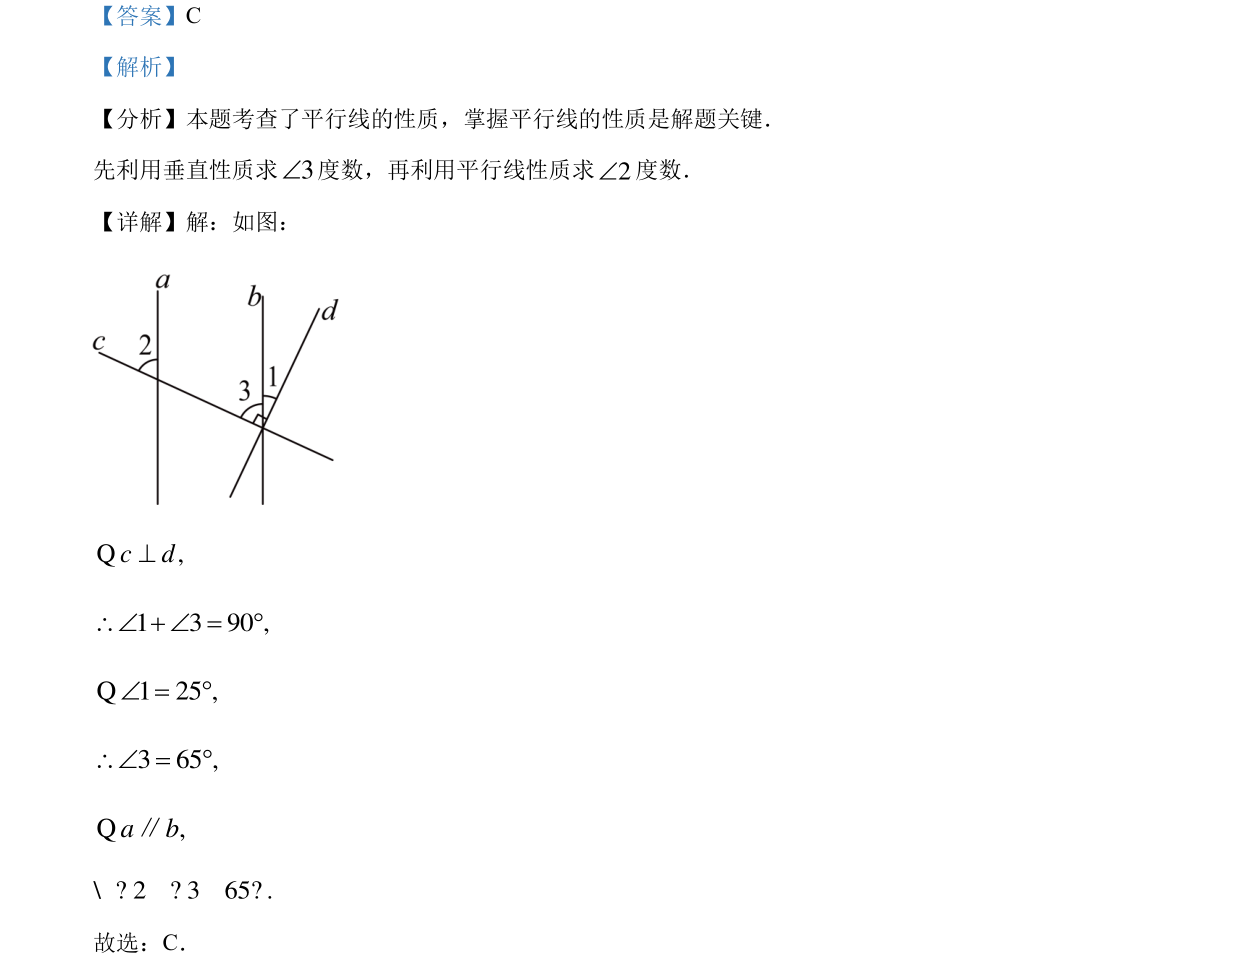 【答案】C
【解析】
【分析】本题考查了平行线的性质，掌握平行线的性质是解题关键．
先利用垂直性质求∠3度数，再利用平行线性质求∠2度数．
【详解】解：如图：
a
b
d
c
2
1
3
Q c⊥d,
∴∠1+∠3=90°,
Q∠1=25°,
∴∠3=65°,
Q a∥b,
\ ?2 ?3 65?.
故选：C．